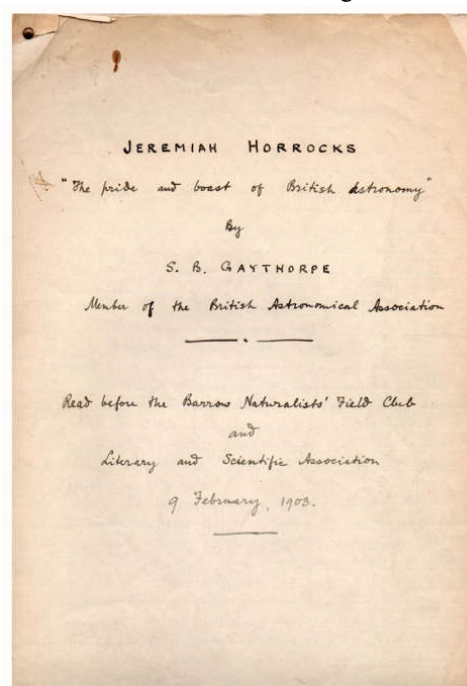 JEREMIAH HORROCKS
"The pride and boast of British Astronomy"
By
S. B. GAYTHORPE
Member of the British Astronomical Association
Read before the Barrow Naturalists' Field Club
and
Literary and Scientific Association
9 February, 1903.